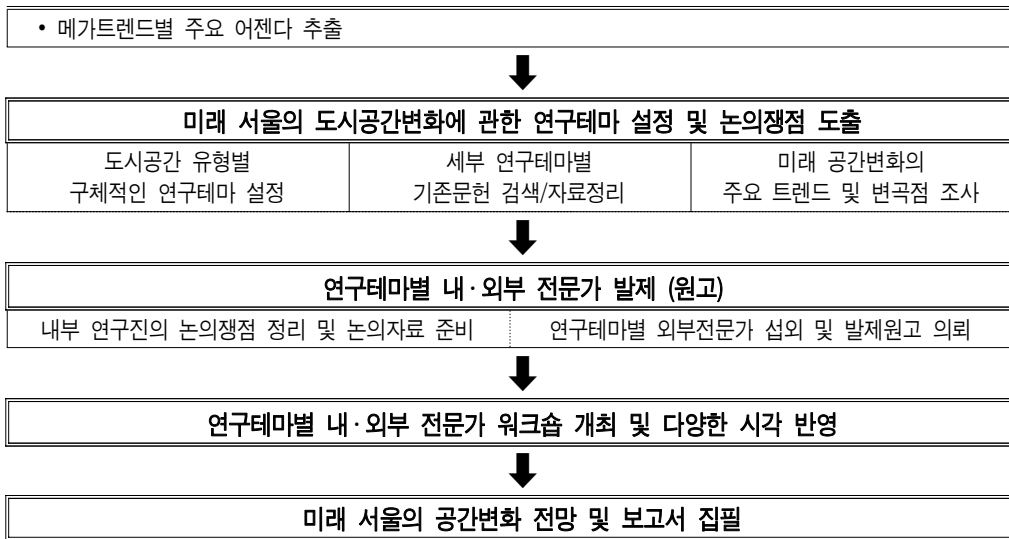 • 메가트렌드별 주요 어젠다 추출
미래 서울의 도시공간변화에 관한 연구테마 설정 및 논의쟁점 도출
도시공간 유형별
구체적인 연구테마 설정
세부 연구테마별
기존문헌 검색/자료정리
미래 공간변화의
주요 트렌드 및 변곡점 조사
연구테마별 내·외부 전문가 발제 (원고)
내부 연구진의 논의쟁점 정리 및 논의자료 준비
연구테마별 외부전문가 섭외 및 발제원고 의뢰
연구테마별 내·외부 전문가 워크숍 개최 및 다양한 시각 반영
미래 서울의 공간변화 전망 및 보고서 집필